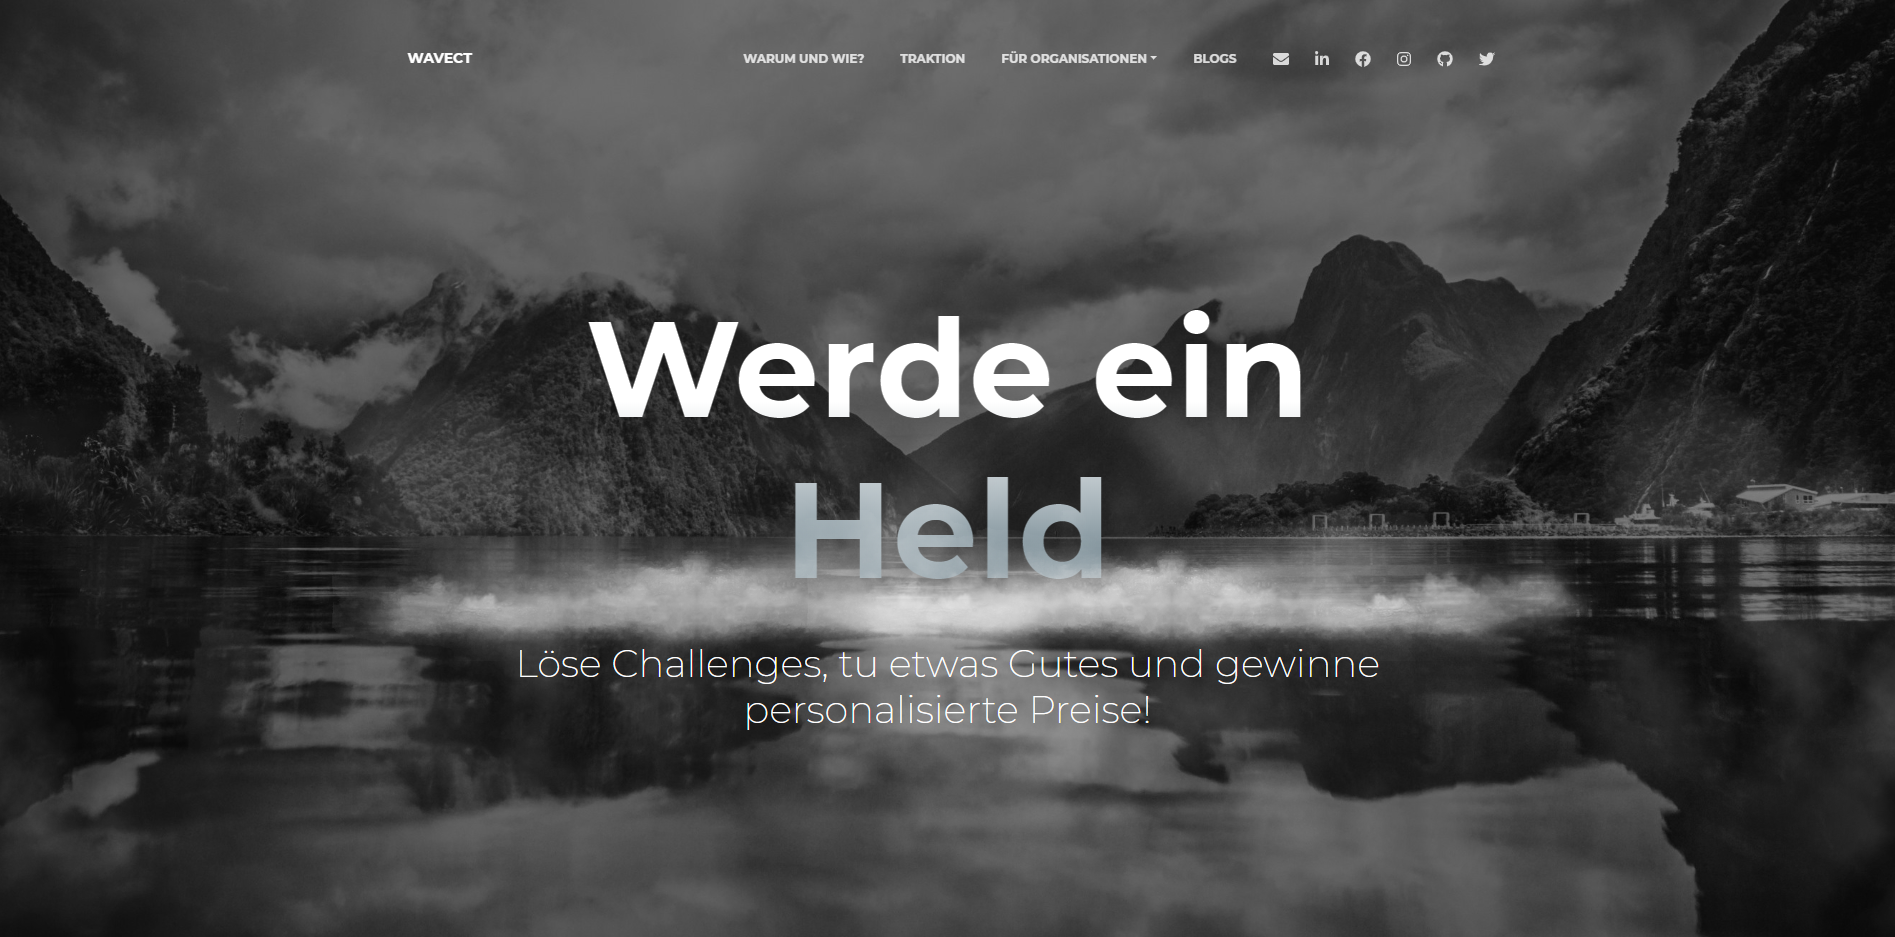 WAVECT
WARUM UND WIE? TRAKTION FÜR ORGANISATIONEN BLOGS
Werde ein
Held
Löse Challenges, tu etwas Gutes und gewinne
personalisierte Preise!